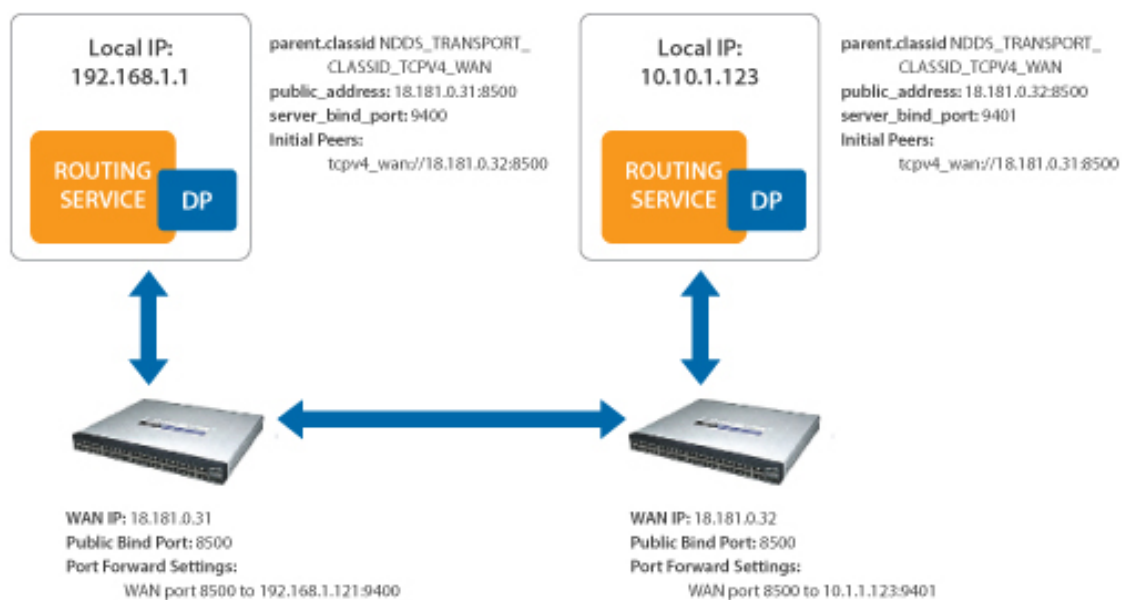 Local IP:
192.168.1.1
ROUTING
SERVICE
DP
parent.classid NDDS_TRANSPORT_
CLASSID_TCPV4_WAN
public_address: 18.181.0.31:8500
server_bind_port: 9400
Initial Peers:
tcpv4_wan://18.181.0.32:8500
Local IP:
10.10.1.123
ROUTING
SERVICE
DP
parent.classid NDDS_TRANSPORT_
CLASSID_TCPV4_WAN
public_address: 18.181.0.32:8500
server_bind_port: 9401
Initial Peers:
tcpv4_wan://18.181.0.31:8500
WAN IP: 18.181.0.31
Public Bind Port: 8500
Port Forward Settings:
WAN port 8500 to 192.168.1.121:9400
WAN IP: 18.181.0.32
Public Bind Port: 8500
Port Forward Settings:
WAN port 8500 to 10.1.1.123:9401